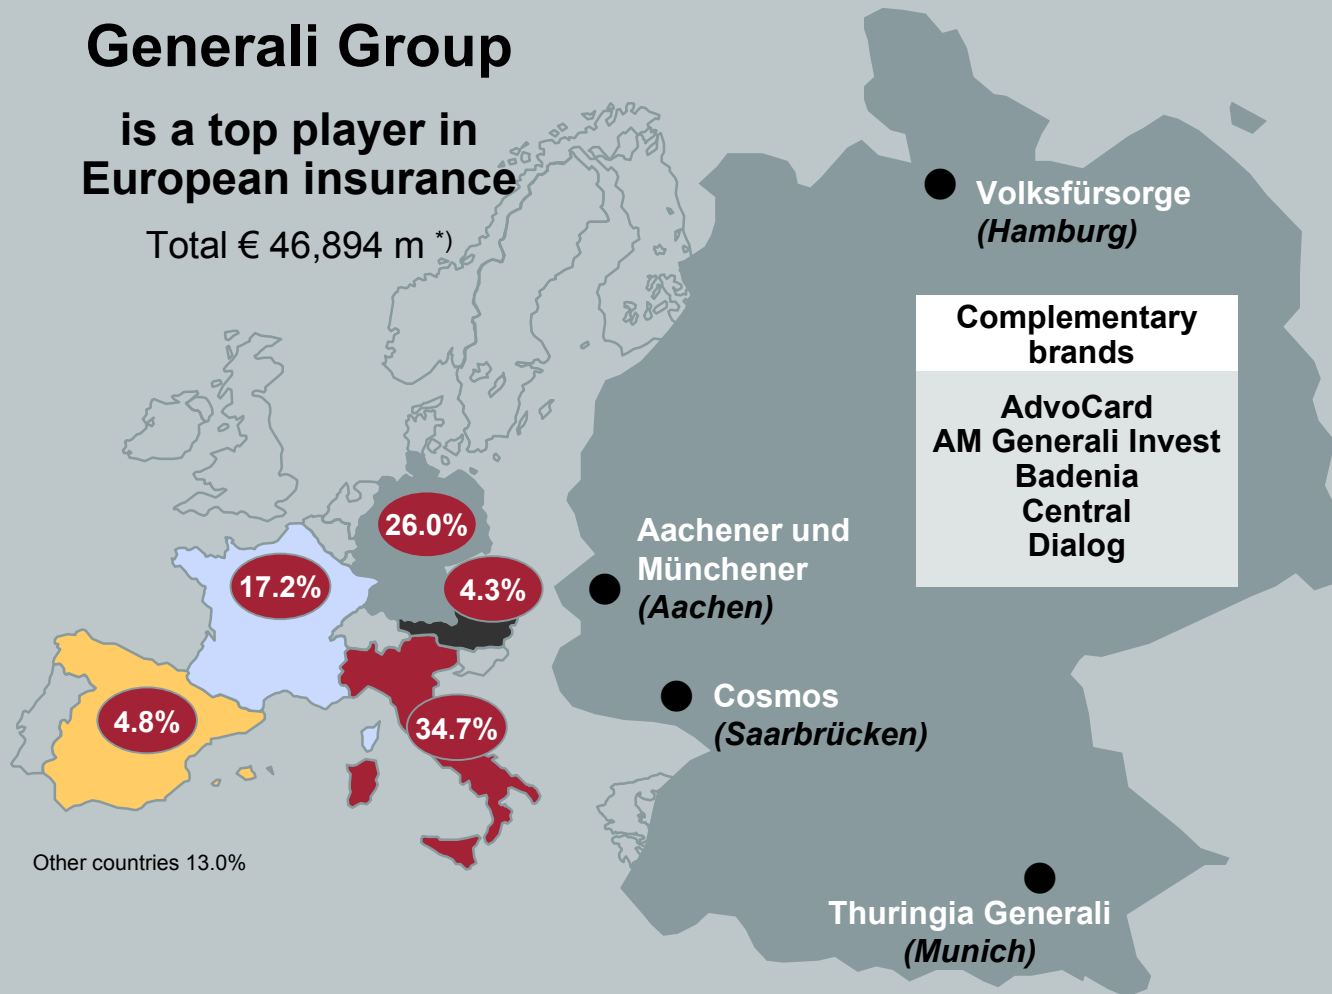 Generali Group
is a top player in
European insurance
Total € 46,894 m *)
Volksfürsorge
(Hamburg)
Complementary
brands
AdvoCard
AM Generali Invest
Badenia
Central
Dialog
26.0%
17.2%
4.3%
4.8%
34.7%
Aachener und
Münchener
(Aachen)
Cosmos
(Saarbrücken)
Other countries 13.0%
Thuringia Generali
(Munich)